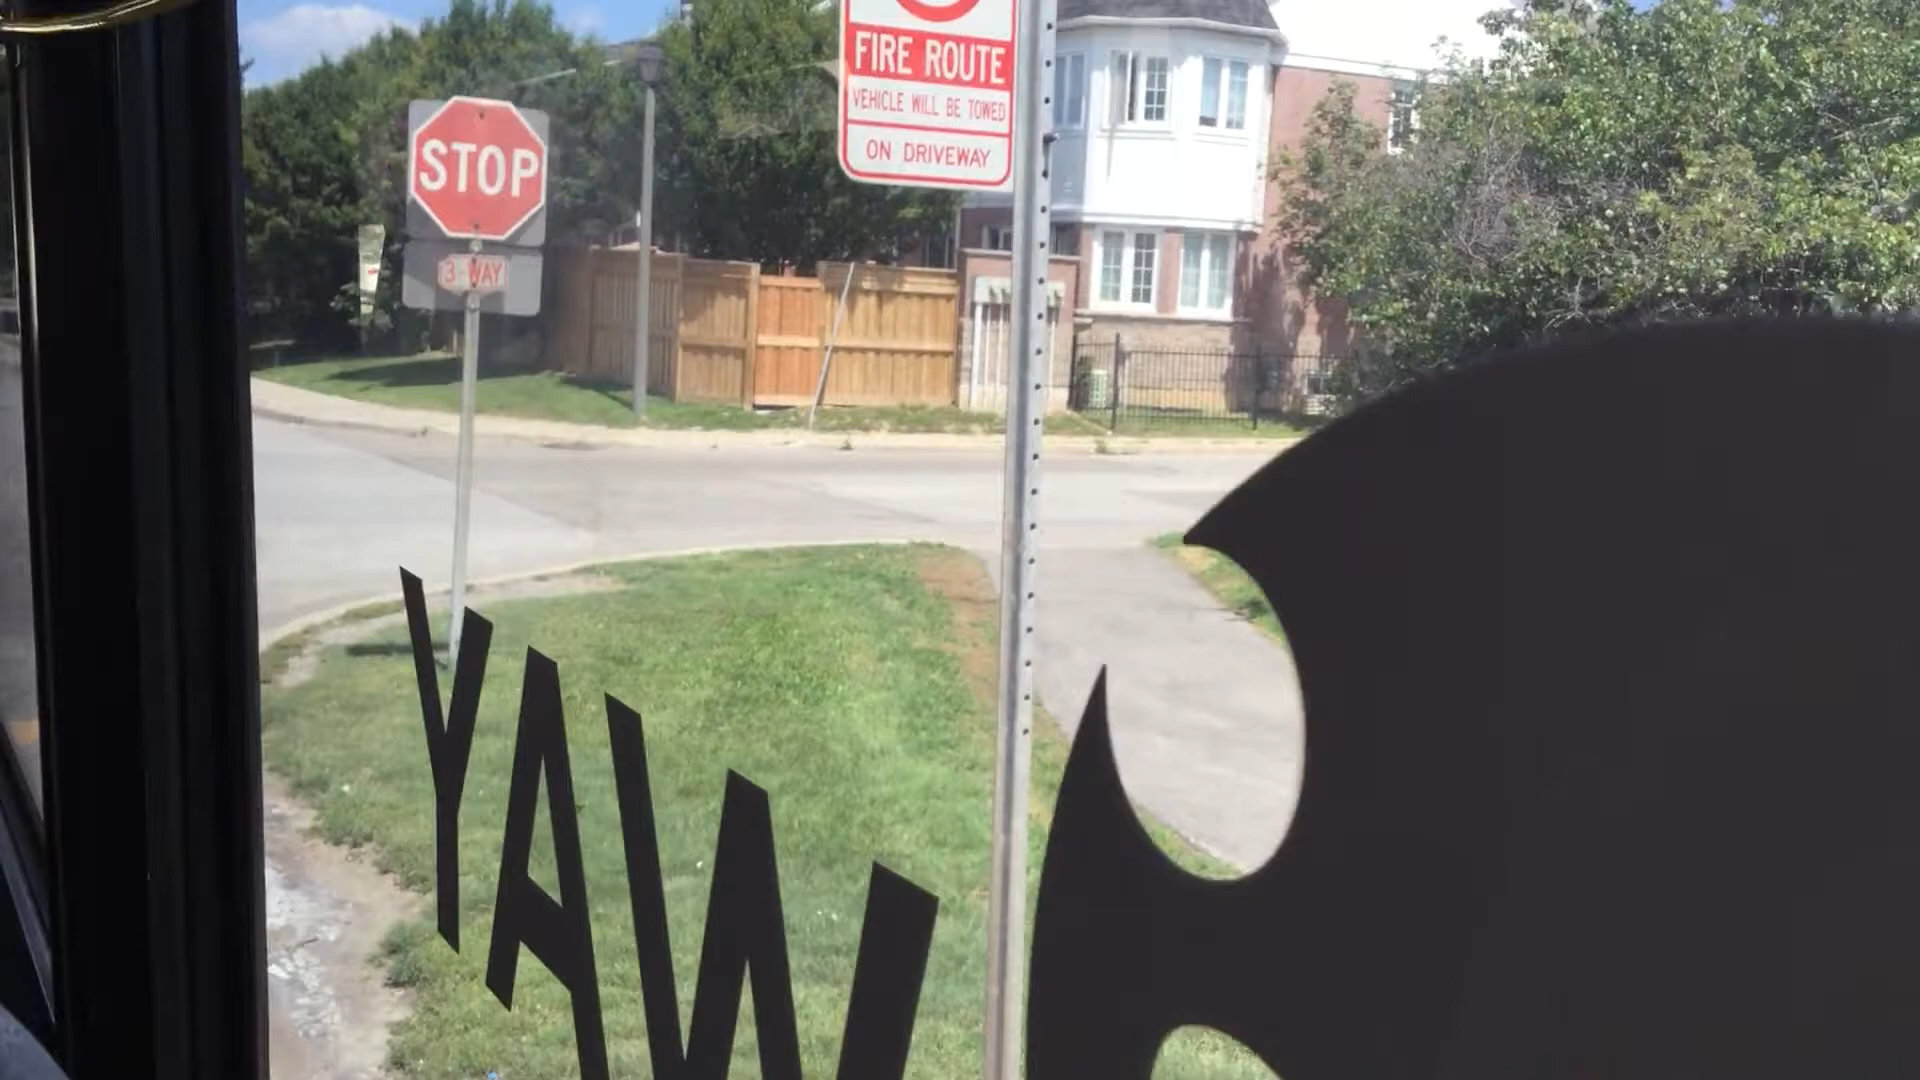 STOP
3-WAY
FIRE ROUTE
VEHICLE WILL BE TOWED
ON DRIVEWAY
YAW